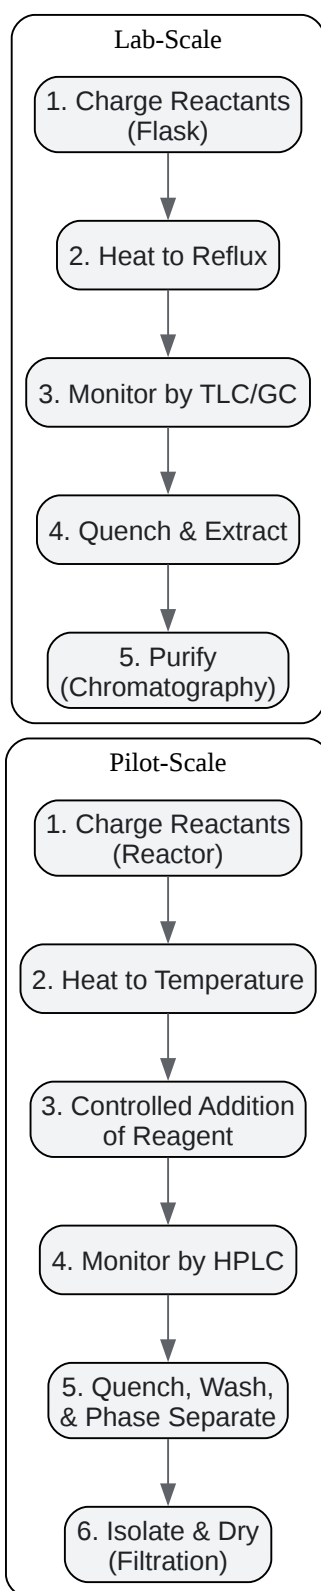 Lab-Scale
1. Charge Reactants
(Flask)
2. Heat to Reflux
3. Monitor by TLC/GC
4. Quench & Extract
5. Purify
(Chromatography)
Pilot-Scale
1. Charge Reactants
(Reactor)
2. Heat to Temperature
3. Controlled Addition
of Reagent
4. Monitor by HPLC
5. Quench, Wash,
& Phase Separate
6. Isolate & Dry
(Filtration)